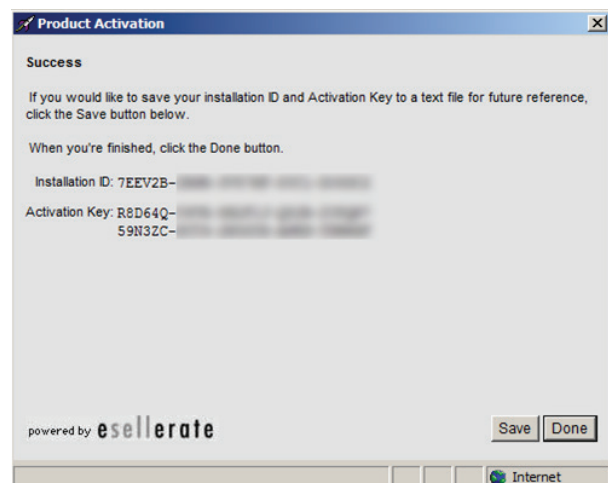 Product Activation
Success
If you would like to save your installation ID and Activation Key to a text file for future reference,
click the Save button below.
When you're finished, click the Done button.
Installation ID: 7EEV2B-
Activation Key: R8D64Q-
59N3ZC-
powered by esellerate
Save Done
Internet